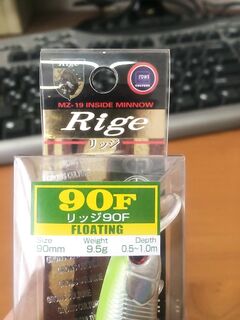 MZ-19 INSIDE MINNOW
Rige
リッジ
90F
リッジ90F
FLOATING
Size Weight Depth
90mm 9.5g 0.5~1.0m